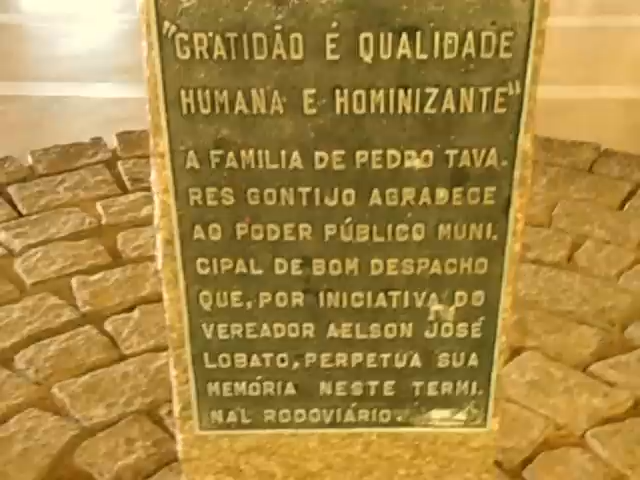 "GRATIDÃO É QUALIDADE
HUMANA E HOMINIZANTE"
A FAMILIA DE PEDRO TAVA-
RES GONTIJO AGRADECE
AO PODER PÚBLICO MUNI-
CIPAL DE BOM DESPACHO
QUE, POR INICIATIVA DO
VEREADOR AELSON JOSÉ
LOBATO, PERPETUA SUA
MEMÓRIA NESTE TERMI-
NAL RODOVIÁRIO.